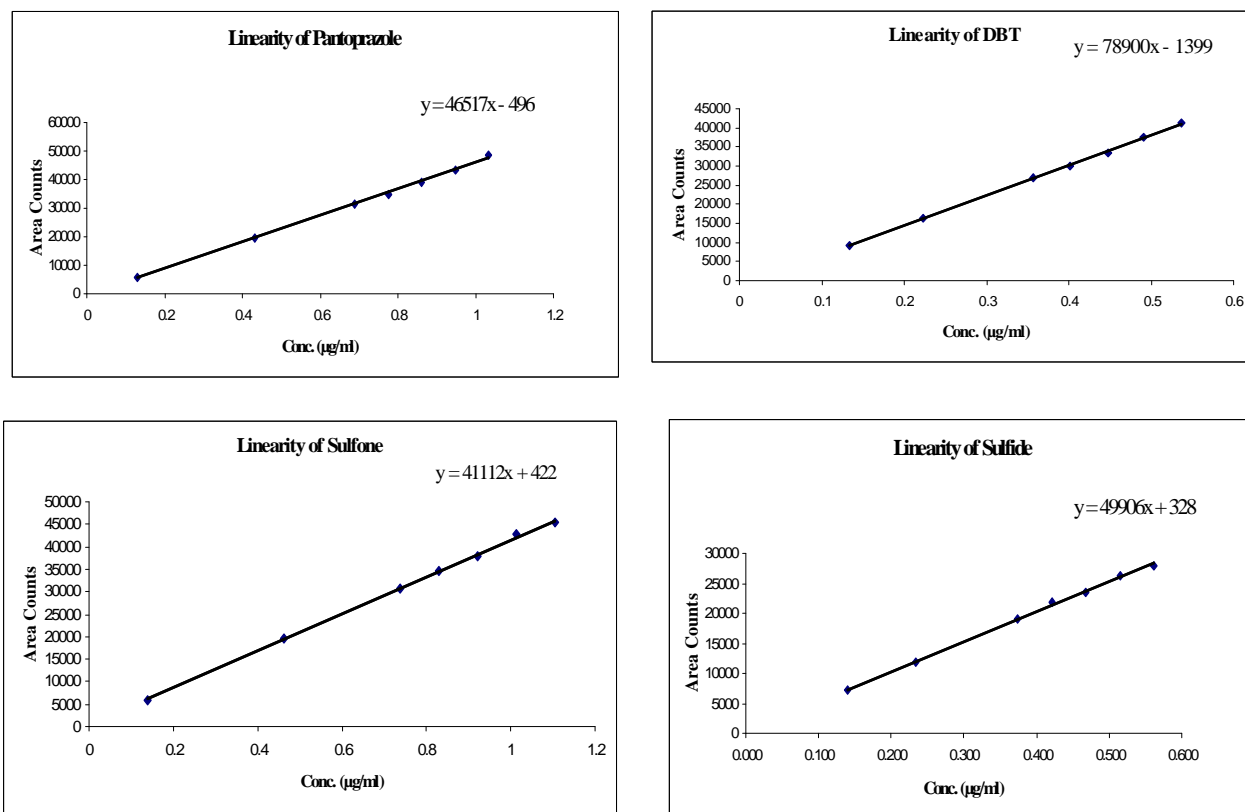 Linearity of Pantoprazole
y = 46517x - 496
60000
50000
40000
30000
20000
10000
0
Area Counts
0 0.2 0.4 0.6 0.8 1 1.2
Conc. (µg/ml)
Linearity of DBT
y = 78900x - 1399
45000
40000
35000
30000
25000
20000
15000
10000
5000
0
Area Counts
0 0.1 0.2 0.3 0.4 0.5 0.6
Conc. (µg/ml)
Linearity of Sulfone
y = 41112x + 422
50000
45000
40000
35000
30000
25000
20000
15000
10000
5000
0
Area Counts
0 0.2 0.4 0.6 0.8 1 1.2
Conc. (µg/ml)
Linearity of Sulfide
y = 49906x + 328
30000
25000
20000
15000
10000
5000
0
Area Counts
0.000 0.100 0.200 0.300 0.400 0.500 0.600
Conc. (µg/ml)